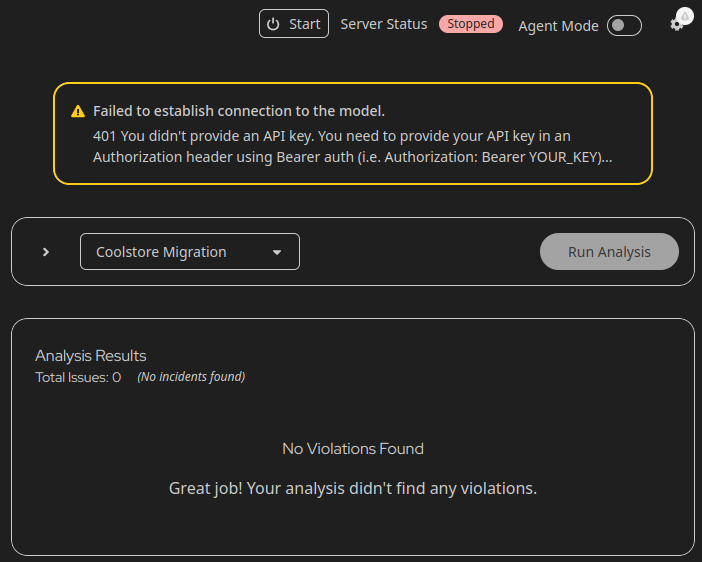 Start
Server Status
Stopped
Agent Mode
Failed to establish connection to the model.
401 You didn't provide an API key. You need to provide your API key in an
Authorization header using Bearer auth (i.e. Authorization: Bearer YOUR_KEY)...
Coolstore Migration
Run Analysis
Analysis Results
Total Issues: 0
(No incidents found)
No Violations Found
Great job! Your analysis didn't find any violations.